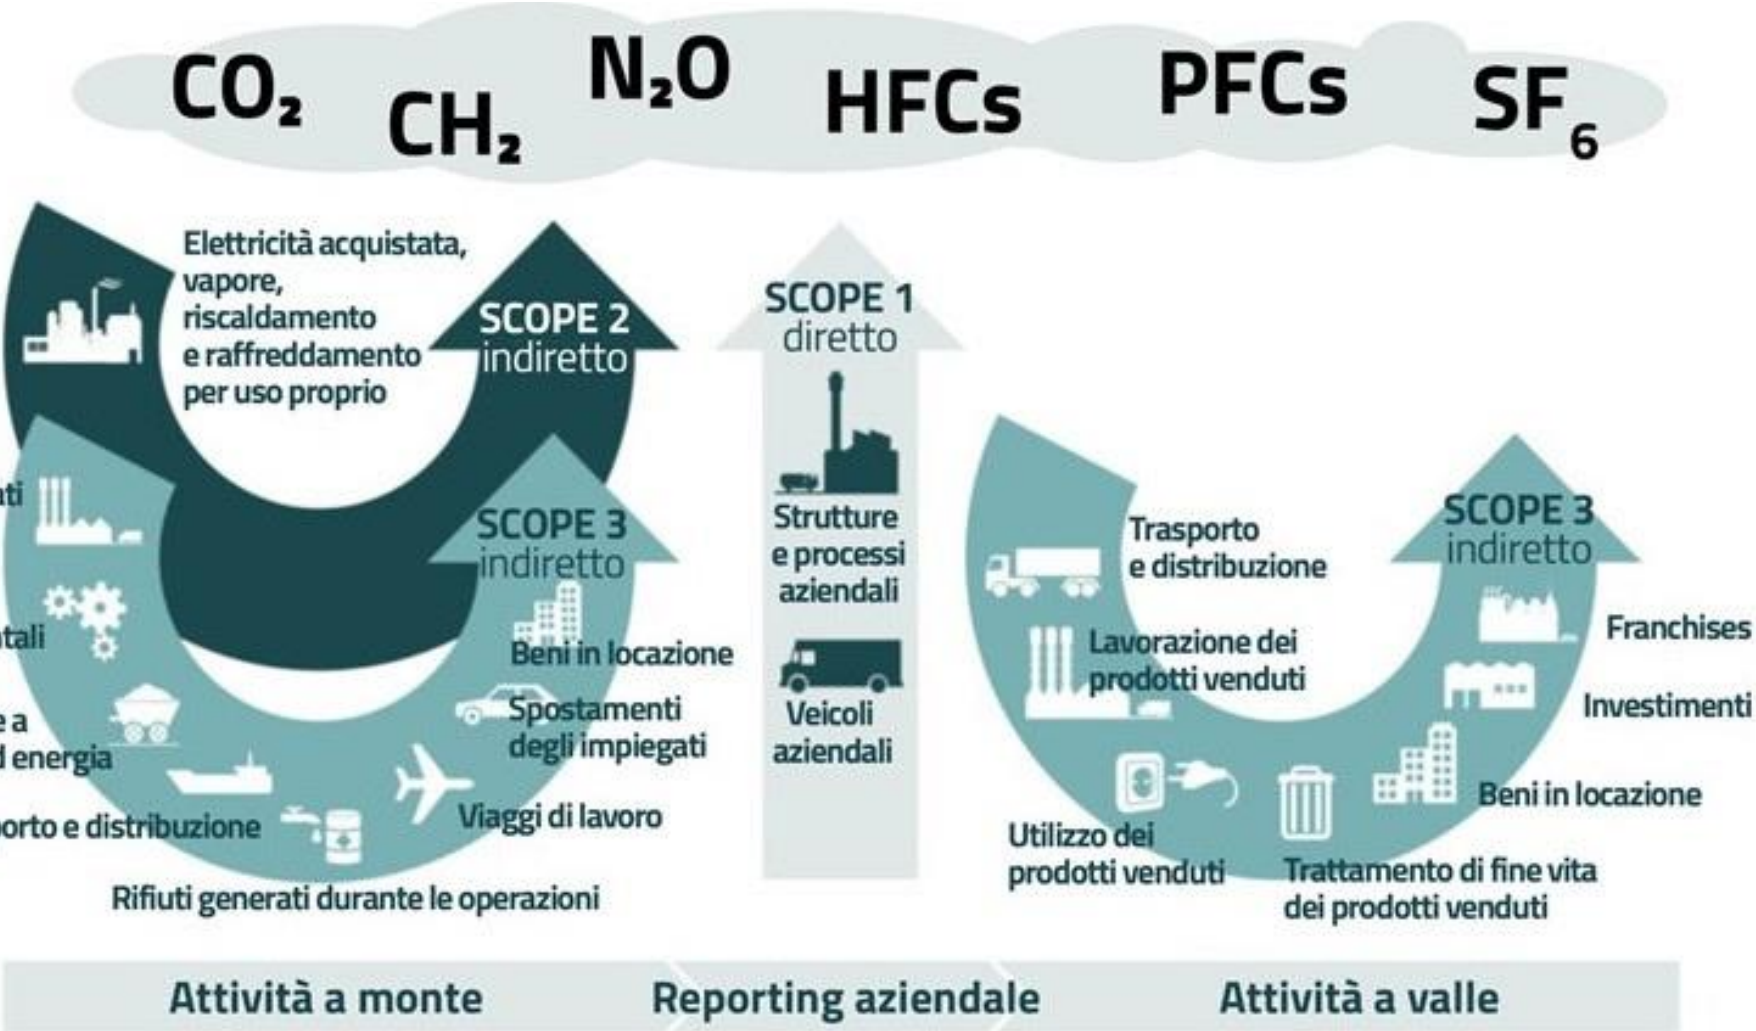 CO₂
CH₂
N₂O
HFCs
PFCs
SF₆
Elettricità acquistata,
vapore,
riscaldamento
e raffreddamento
per uso proprio
SCOPE 2
indiretto
SCOPE 3
indiretto
Beni in locazione
Spostamenti
degli impiegati
Viaggi di lavoro
e a
energia
e distribuzione
Rifiuti generati durante le operazioni
SCOPE 1
diretto
Strutture
e processi
aziendali
Veicoli
aziendali
Trasporto
e distribuzione
Lavorazione dei
prodotti venduti
Utilizzo dei
prodotti venduti
Trattamento di fine vita
dei prodotti venduti
Beni in locazione
Investimenti
Franchises
SCOPE 3
indiretto
Attività a monte
Reporting aziendale
Attività a valle